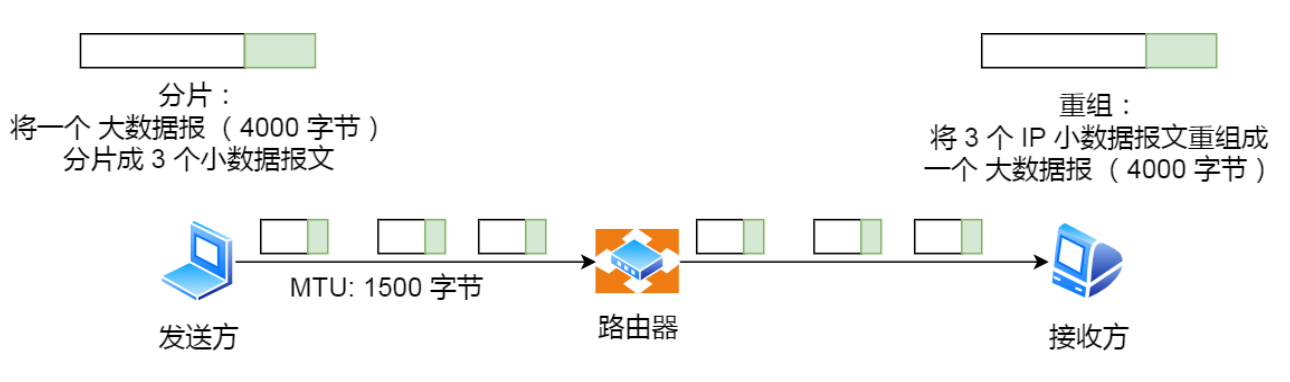 分片：
将一个 大数据报 （4000 字节）
分片成 3 个小数据报文
重组：
将 3 个 IP 小数据报文重组成
一个 大数据报 （4000 字节）
MTU: 1500 字节
发送方
路由器
接收方